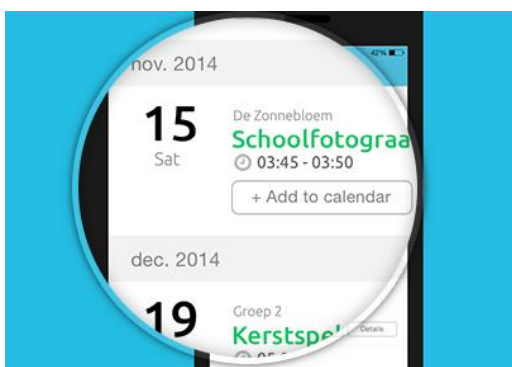 42%
nov. 2014
15
Sat
De Zonnebloem
Schoolfotograa
03:45 - 03:50
+ Add to calendar
dec. 2014
19
Groep 2
Kerstspel
Details